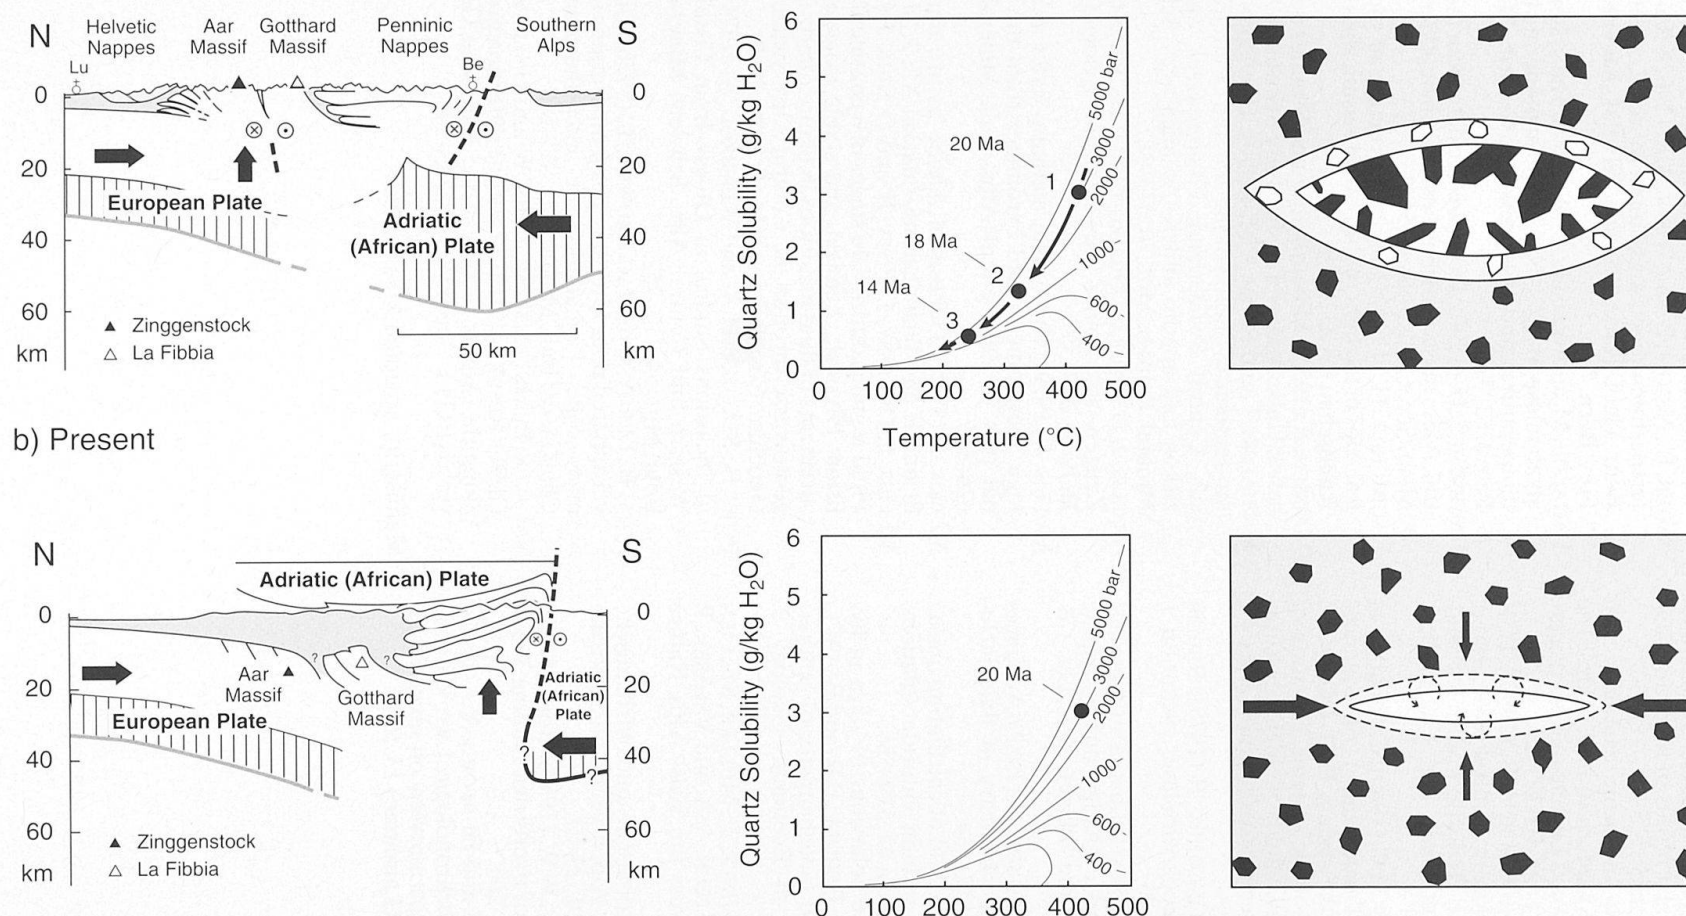 N
Helvetic
Nappes
Aar
Massif
Gotthard
Massif
Penninic
Nappes
Southern
Alps
S
Lu
Be
0
20
40
60
km
European Plate
Adriatic
(African) Plate
0
20
40
60
km
▲ Zinggenstock
△ La Fibbia
50 km
Quartz Solubility (g/kg H₂O)
6
5
4
3
2
1
0
0 100 200 300 400 500
Temperature (°C)
5000 bar
3000
2000
1000
600
400
20 Ma
1
18 Ma
2
14 Ma
3
b) Present
N
S
Adriatic (African) Plate
0
20
40
60
km
Aar
Massif
? ?
Gotthard
Massif
European Plate
Adriatic
(African)
Plate
? ?
0
20
40
60
km
▲ Zinggenstock
△ La Fibbia
Quartz Solubility (g/kg H₂O)
6
5
4
3
2
1
0
0 100 200 300 400 500
5000 bar
3000
2000
1000
600
400
20 Ma